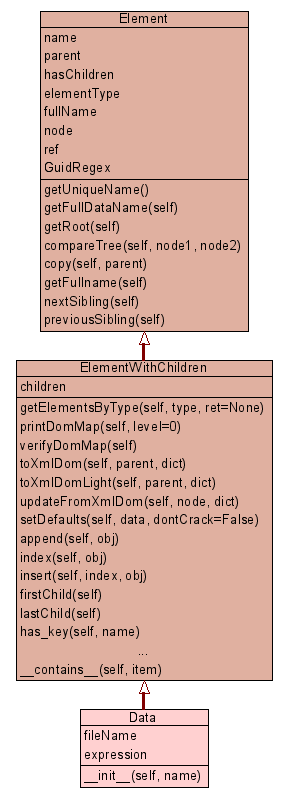 Element
name
parent
hasChildren
elementType
fullName
node
ref
GuidRegex
getUniqueName()
getFullDataName(self)
getRoot(self)
compareTree(self, node1, node2)
copy(self, parent)
getFullname(self)
nextSibling(self)
previousSibling(self)
ElementWithChildren
children
getElementsByType(self, type, ret=None)
printDomMap(self, level=0)
verifyDomMap(self)
toXmlDom(self, parent, dict)
toXmlDomLight(self, parent, dict)
updateFromXmlDom(self, node, dict)
setDefaults(self, data, dontCrack=False)
append(self, obj)
index(self, obj)
insert(self, index, obj)
firstChild(self)
lastChild(self)
has_key(self, name)
...
__contains__(self, item)
Data
fileName
expression
__init__(self, name)